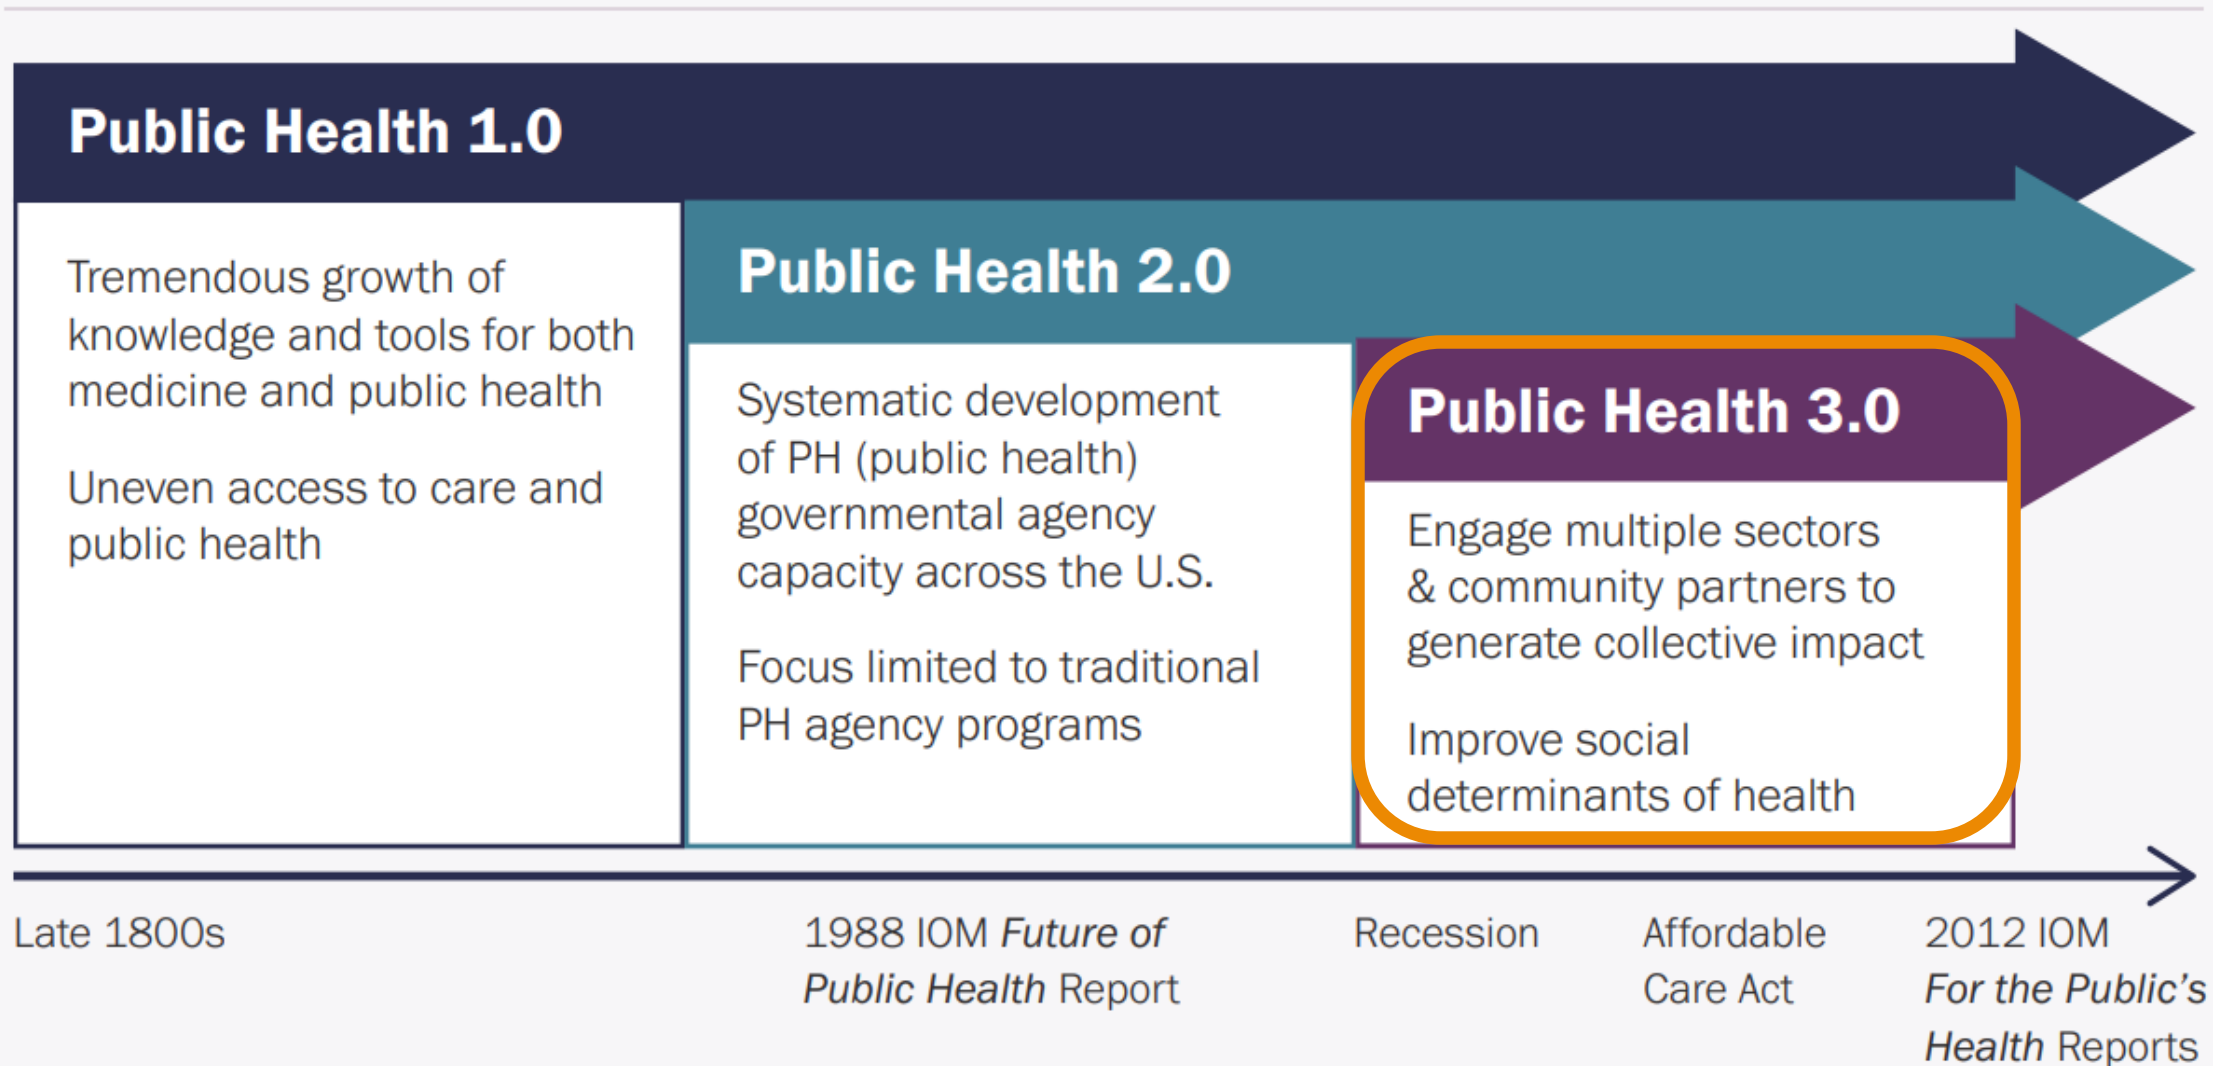 Public Health 1.0
Tremendous growth of
knowledge and tools for both
medicine and public health
Uneven access to care and
public health
Public Health 2.0
Systematic development
of PH (public health)
governmental agency
capacity across the U.S.
Focus limited to traditional
PH agency programs
Public Health 3.0
Engage multiple sectors
& community partners to
generate collective impact
Improve social
determinants of health
Late 1800s
1988 IOM Future of
Public Health Report
Recession
Affordable
Care Act
2012 IOM
For the Public's
Health Reports